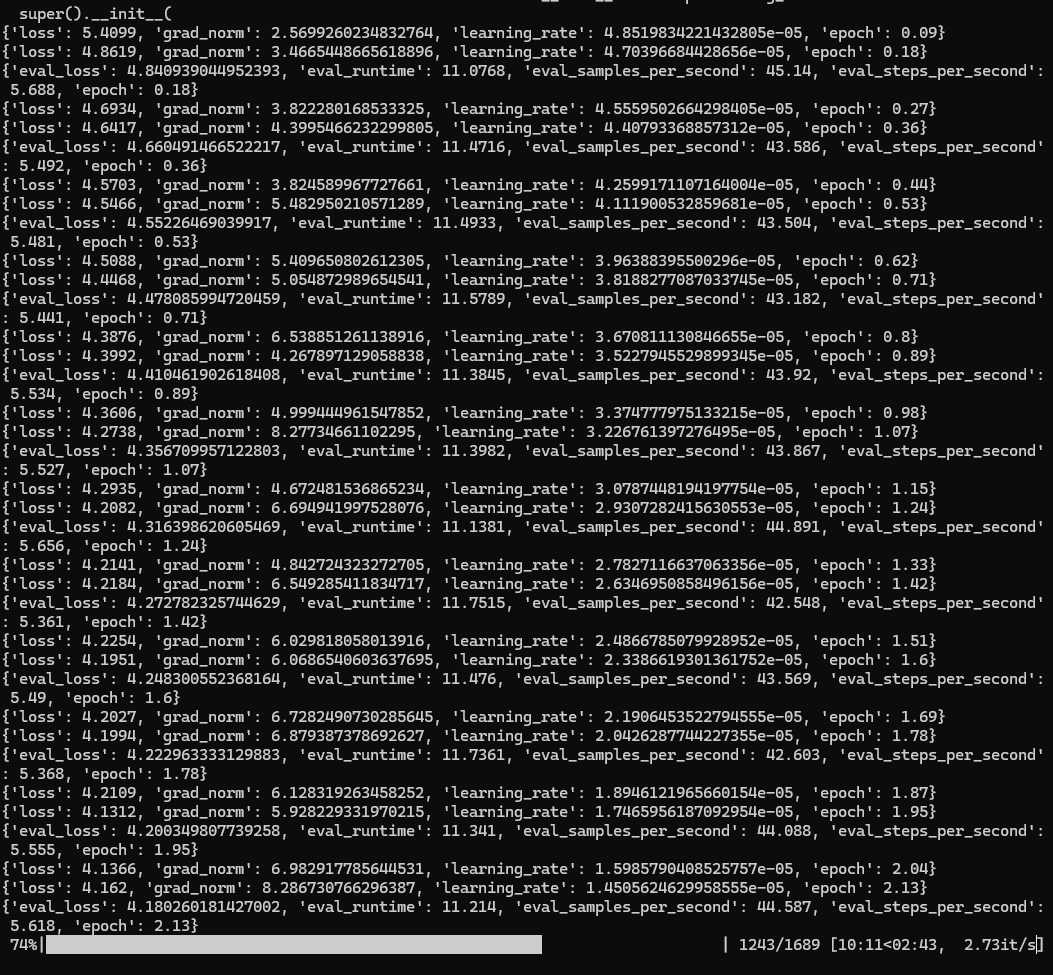 super().__init__(
{'loss': 5.4099, 'grad_norm': 2.5699260234832764, 'learning_rate': 4.8519834221432805e-05, 'epoch': 0.09}
{'loss': 4.8619, 'grad_norm': 3.4665448665618896, 'learning_rate': 4.70396684428656e-05, 'epoch': 0.18}
{'eval_loss': 4.840939044952393, 'eval_runtime': 11.0768, 'eval_samples_per_second': 45.14, 'eval_steps_per_second':
5.688, 'epoch': 0.18}
{'loss': 4.6934, 'grad_norm': 3.822280168533325, 'learning_rate': 4.5559502664298405e-05, 'epoch': 0.27}
{'loss': 4.6417, 'grad_norm': 4.3995466232299805, 'learning_rate': 4.40793368857312e-05, 'epoch': 0.36}
{'eval_loss': 4.660491466522217, 'eval_runtime': 11.4716, 'eval_samples_per_second': 43.586, 'eval_steps_per_second'
: 5.492, 'epoch': 0.36}
{'loss': 4.5703, 'grad_norm': 3.824589967727661, 'learning_rate': 4.2599171107164004e-05, 'epoch': 0.44}
{'loss': 4.5466, 'grad_norm': 5.482950210571289, 'learning_rate': 4.111900532859681e-05, 'epoch': 0.53}
{'eval_loss': 4.55226469039917, 'eval_runtime': 11.4933, 'eval_samples_per_second': 43.504, 'eval_steps_per_second':
5.481, 'epoch': 0.53}
{'loss': 4.5088, 'grad_norm': 5.409650802612305, 'learning_rate': 3.96388395500296e-05, 'epoch': 0.62}
{'loss': 4.4468, 'grad_norm': 5.054872989654541, 'learning_rate': 3.8188277087033745e-05, 'epoch': 0.71}
{'eval_loss': 4.478085994720459, 'eval_runtime': 11.5789, 'eval_samples_per_second': 43.182, 'eval_steps_per_second'
: 5.441, 'epoch': 0.71}
{'loss': 4.3876, 'grad_norm': 6.538851261138916, 'learning_rate': 3.670811130846655e-05, 'epoch': 0.8}
{'loss': 4.3992, 'grad_norm': 4.267897129058838, 'learning_rate': 3.5227945529899345e-05, 'epoch': 0.89}
{'eval_loss': 4.410461902618408, 'eval_runtime': 11.3845, 'eval_samples_per_second': 43.92, 'eval_steps_per_second':
5.534, 'epoch': 0.89}
{'loss': 4.3606, 'grad_norm': 4.999444961547852, 'learning_rate': 3.374777975133215e-05, 'epoch': 0.98}
{'loss': 4.2738, 'grad_norm': 8.27734661102295, 'learning_rate': 3.226761397276495e-05, 'epoch': 1.07}
{'eval_loss': 4.356709957122803, 'eval_runtime': 11.3982, 'eval_samples_per_second': 43.867, 'eval_steps_per_second'
: 5.527, 'epoch': 1.07}
{'loss': 4.2935, 'grad_norm': 4.672481536865234, 'learning_rate': 3.0787448194197754e-05, 'epoch': 1.15}
{'loss': 4.2082, 'grad_norm': 6.694941997528076, 'learning_rate': 2.9307282415630553e-05, 'epoch': 1.24}
{'eval_loss': 4.316398620605469, 'eval_runtime': 11.1381, 'eval_samples_per_second': 44.891, 'eval_steps_per_second'
: 5.656, 'epoch': 1.24}
{'loss': 4.2141, 'grad_norm': 4.842724323272705, 'learning_rate': 2.7827116637063356e-05, 'epoch': 1.33}
{'loss': 4.2184, 'grad_norm': 6.549285411834717, 'learning_rate': 2.6346950858496156e-05, 'epoch': 1.42}
{'eval_loss': 4.272782325744629, 'eval_runtime': 11.7515, 'eval_samples_per_second': 42.548, 'eval_steps_per_second'
: 5.361, 'epoch': 1.42}
{'loss': 4.2254, 'grad_norm': 6.029818058013916, 'learning_rate': 2.4866785079928952e-05, 'epoch': 1.51}
{'loss': 4.1951, 'grad_norm': 6.0686540603637695, 'learning_rate': 2.3386619301361752e-05, 'epoch': 1.6}
{'eval_loss': 4.248300552368164, 'eval_runtime': 11.476, 'eval_samples_per_second': 43.569, 'eval_steps_per_second':
5.49, 'epoch': 1.6}
{'loss': 4.2027, 'grad_norm': 6.7282490730285645, 'learning_rate': 2.1906453522794555e-05, 'epoch': 1.69}
{'loss': 4.1994, 'grad_norm': 6.879387378692627, 'learning_rate': 2.0426287744227355e-05, 'epoch': 1.78}
{'eval_loss': 4.222963333129883, 'eval_runtime': 11.7361, 'eval_samples_per_second': 42.603, 'eval_steps_per_second'
: 5.368, 'epoch': 1.78}
{'loss': 4.2109, 'grad_norm': 6.128319263458252, 'learning_rate': 1.8946121965660154e-05, 'epoch': 1.87}
{'loss': 4.1312, 'grad_norm': 5.928229331970215, 'learning_rate': 1.7465956187092954e-05, 'epoch': 1.95}
{'eval_loss': 4.200349807739258, 'eval_runtime': 11.341, 'eval_samples_per_second': 44.088, 'eval_steps_per_second':
5.555, 'epoch': 1.95}
{'loss': 4.1366, 'grad_norm': 6.982917785644531, 'learning_rate': 1.5985790408525757e-05, 'epoch': 2.04}
{'loss': 4.162, 'grad_norm': 8.286730766296387, 'learning_rate': 1.4505624629958555e-05, 'epoch': 2.13}
{'eval_loss': 4.180260181427002, 'eval_runtime': 11.214, 'eval_samples_per_second': 44.587, 'eval_steps_per_second':
5.618, 'epoch': 2.13}
74%| | 1243/1689 [10:11<02:43, 2.73it/s]